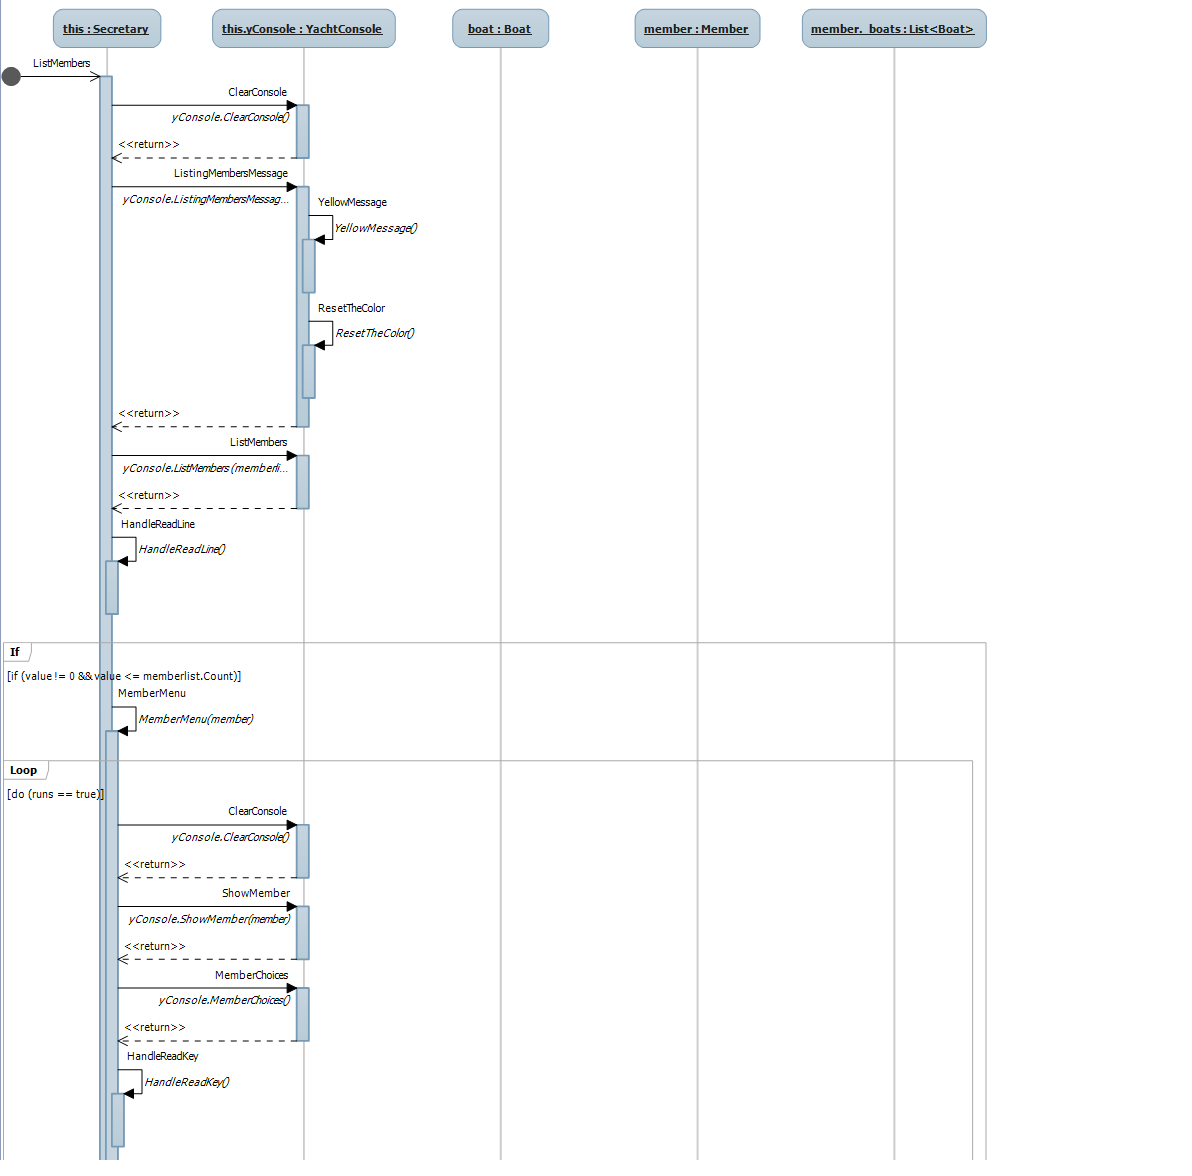 this : Secretary
this.yConsole : YachtConsole
boat : Boat
member : Member
member._boats : List<Boat>
ListMembers
ClearConsole
yConsole.ClearConsole()
<<return>>
ListingMembersMessage
yConsole.ListingMembersMessag...
YellowMessage
YellowMessage()
ResetTheColor
ResetTheColor()
<<return>>
ListMembers
yConsole.ListMembers(memberli...
<<return>>
HandleReadLine
HandleReadLine()
If
[if (value != 0 && value <= memberlist.Count)]
MemberMenu
MemberMenu(member)
Loop
[do (runs == true)]
ClearConsole
yConsole.ClearConsole()
<<return>>
ShowMember
yConsole.ShowMember(member)
<<return>>
MemberChoices
yConsole.MemberChoices()
<<return>>
HandleReadKey
HandleReadKey()